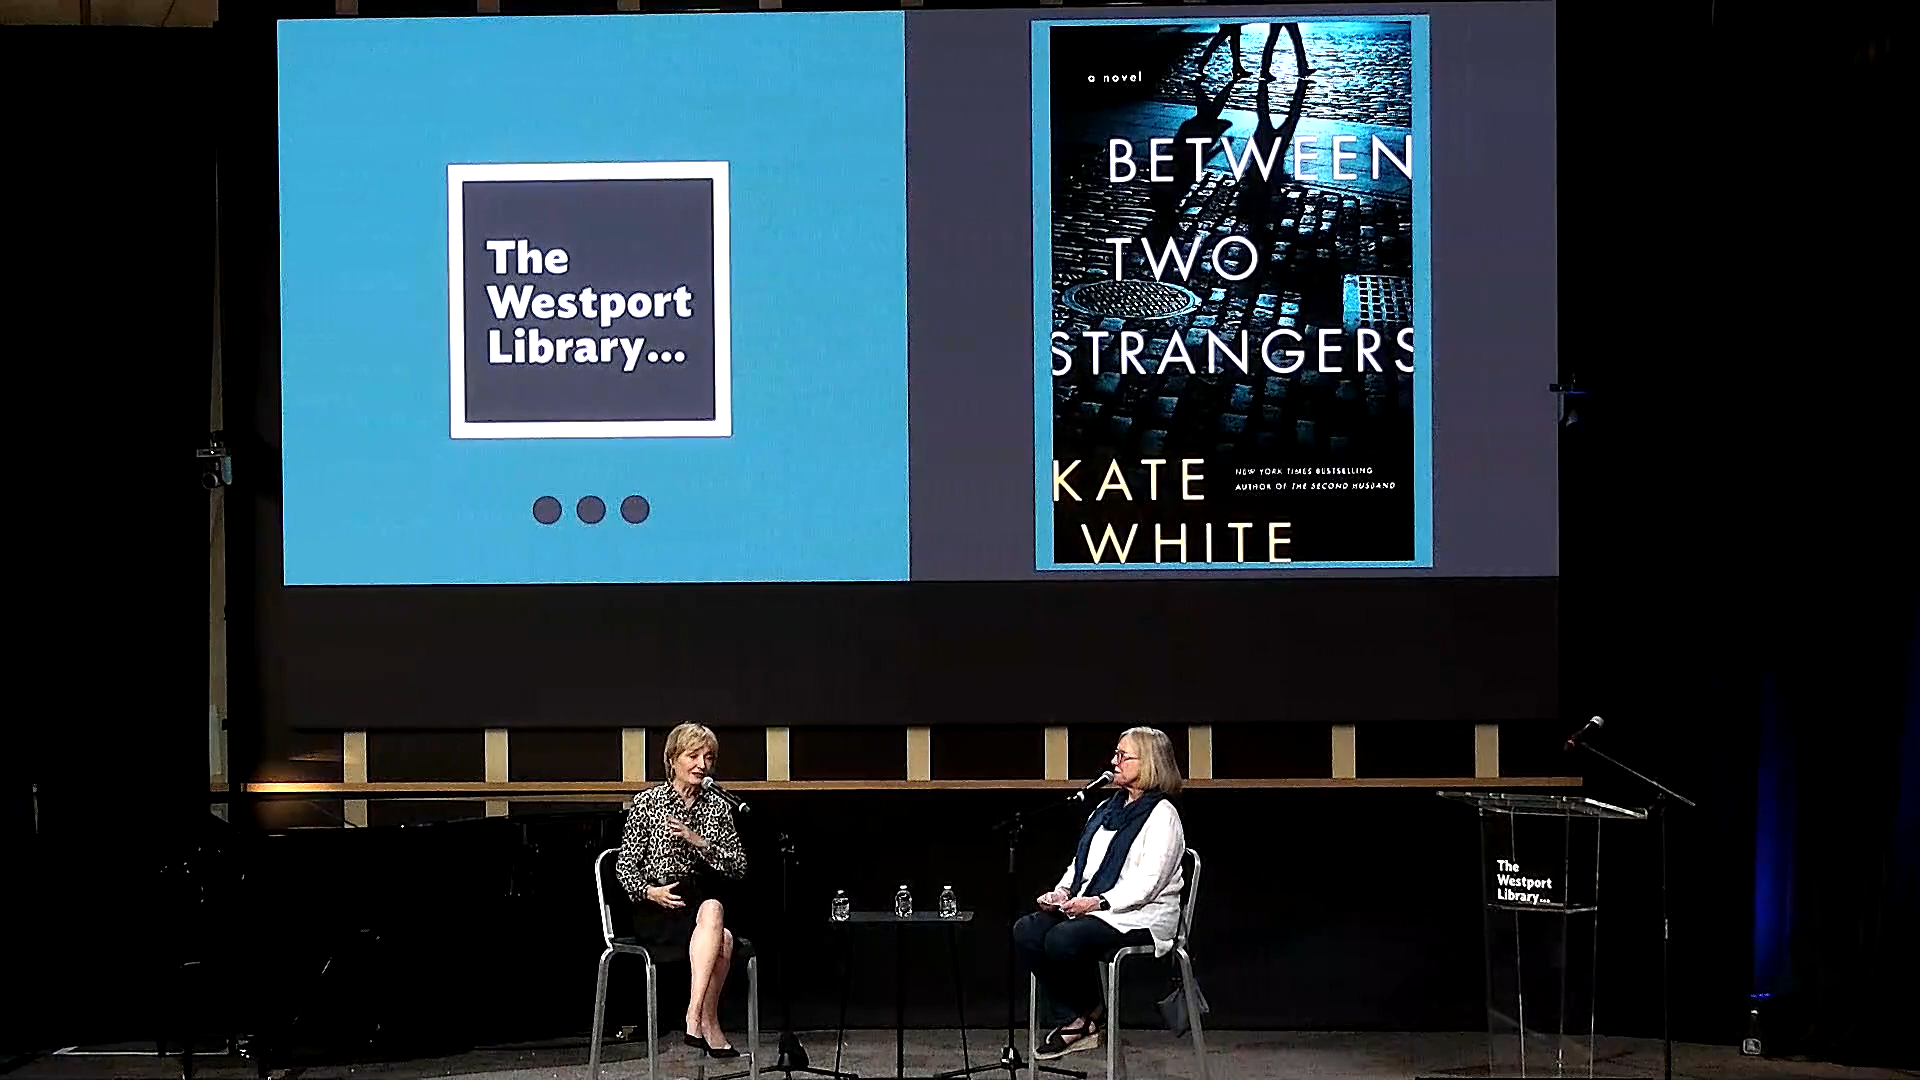 The
Westport
Library...
a novel
BETWEEN
TWO
STRANGERS
KATE
WHITE
NEW YORK TIMES BESTSELLING
AUTHOR OF THE SECOND HUSBAND
The
Westport
Library...